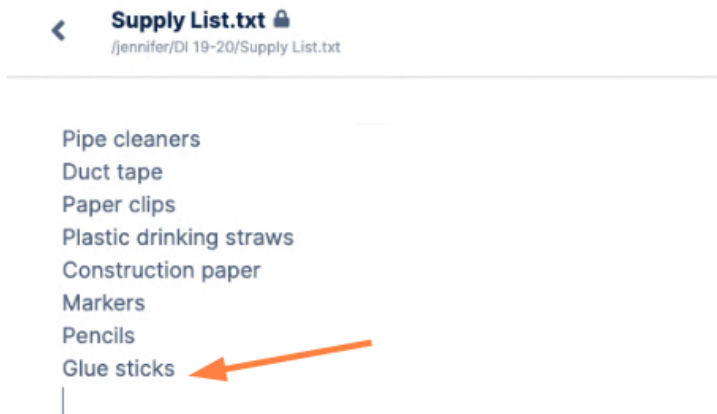 Supply List.txt
/jennifer/DI 19-20/Supply List.txt
Pipe cleaners
Duct tape
Paper clips
Plastic drinking straws
Construction paper
Markers
Pencils
Glue sticks